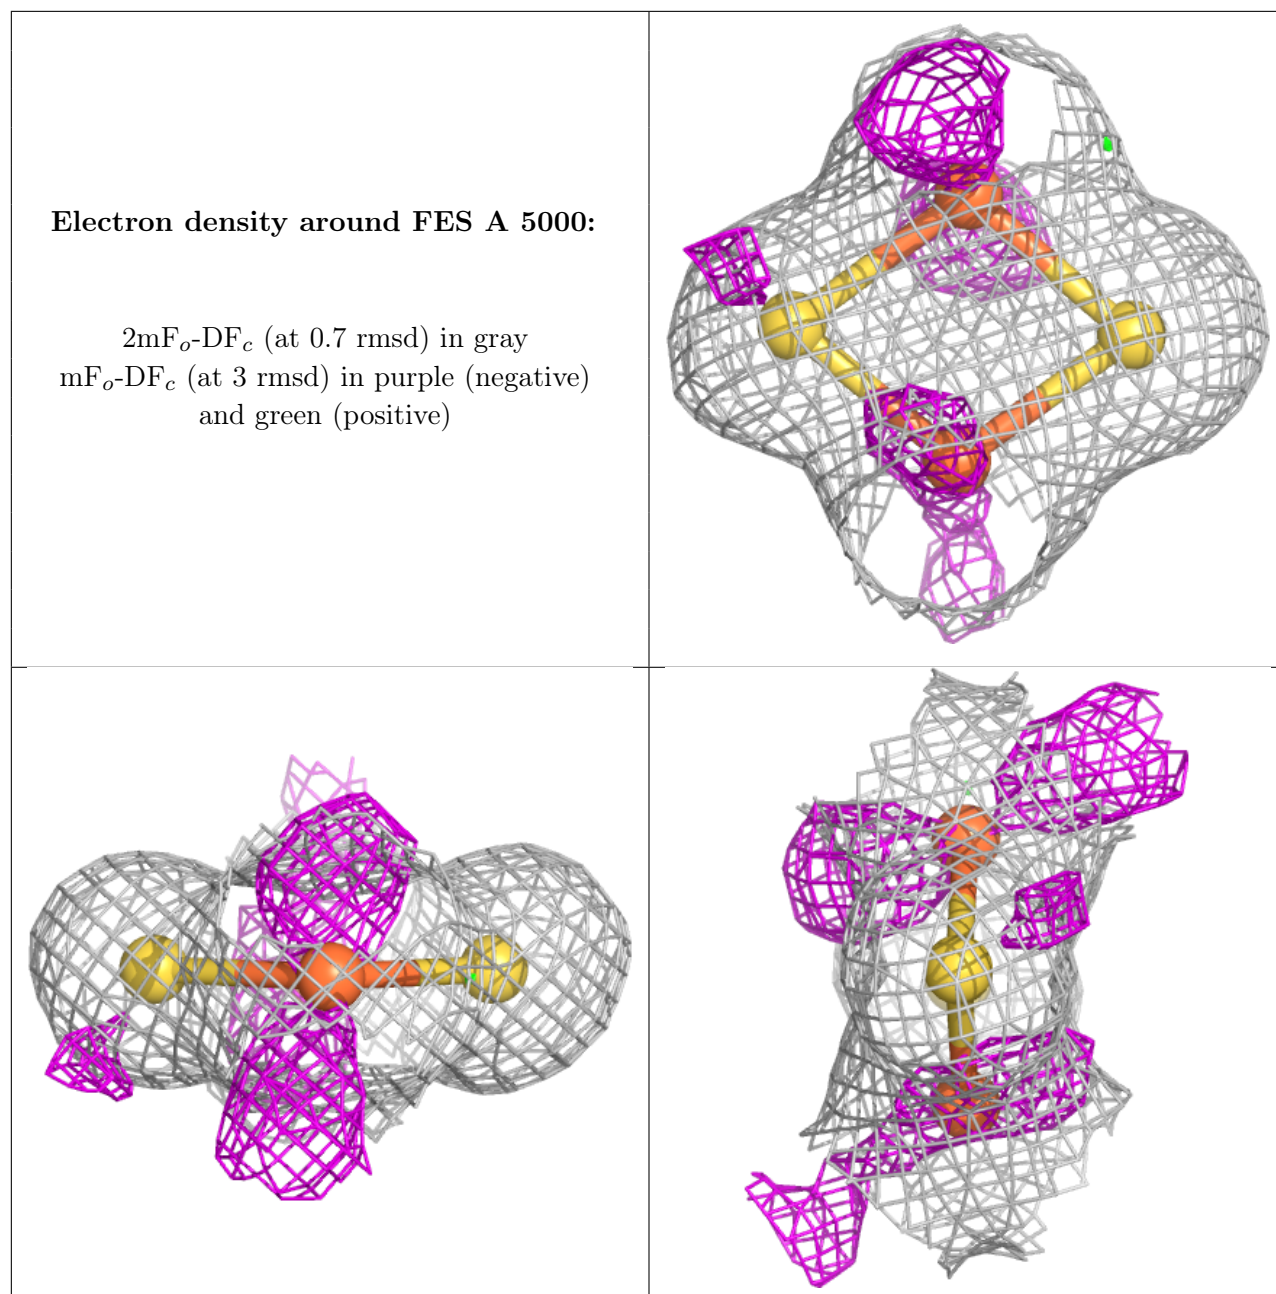 Electron density around FES A 5000:
2mFo-DFc (at 0.7 rmsd) in gray
mFo-DFc (at 3 rmsd) in purple (negative)
and green (positive)